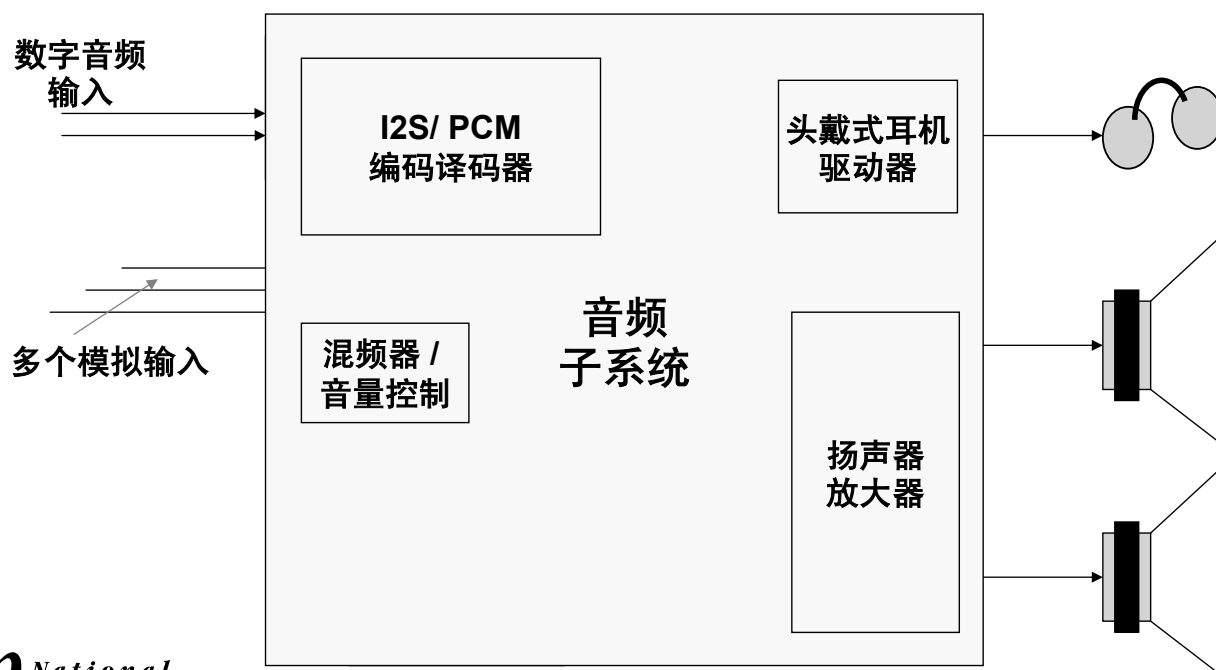 数字音频
输入
I2S/ PCM
编码译码器
头戴式耳机
驱动器
多个模拟输入
混频器 /
音量控制
音频
子系统
扬声器
放大器
National